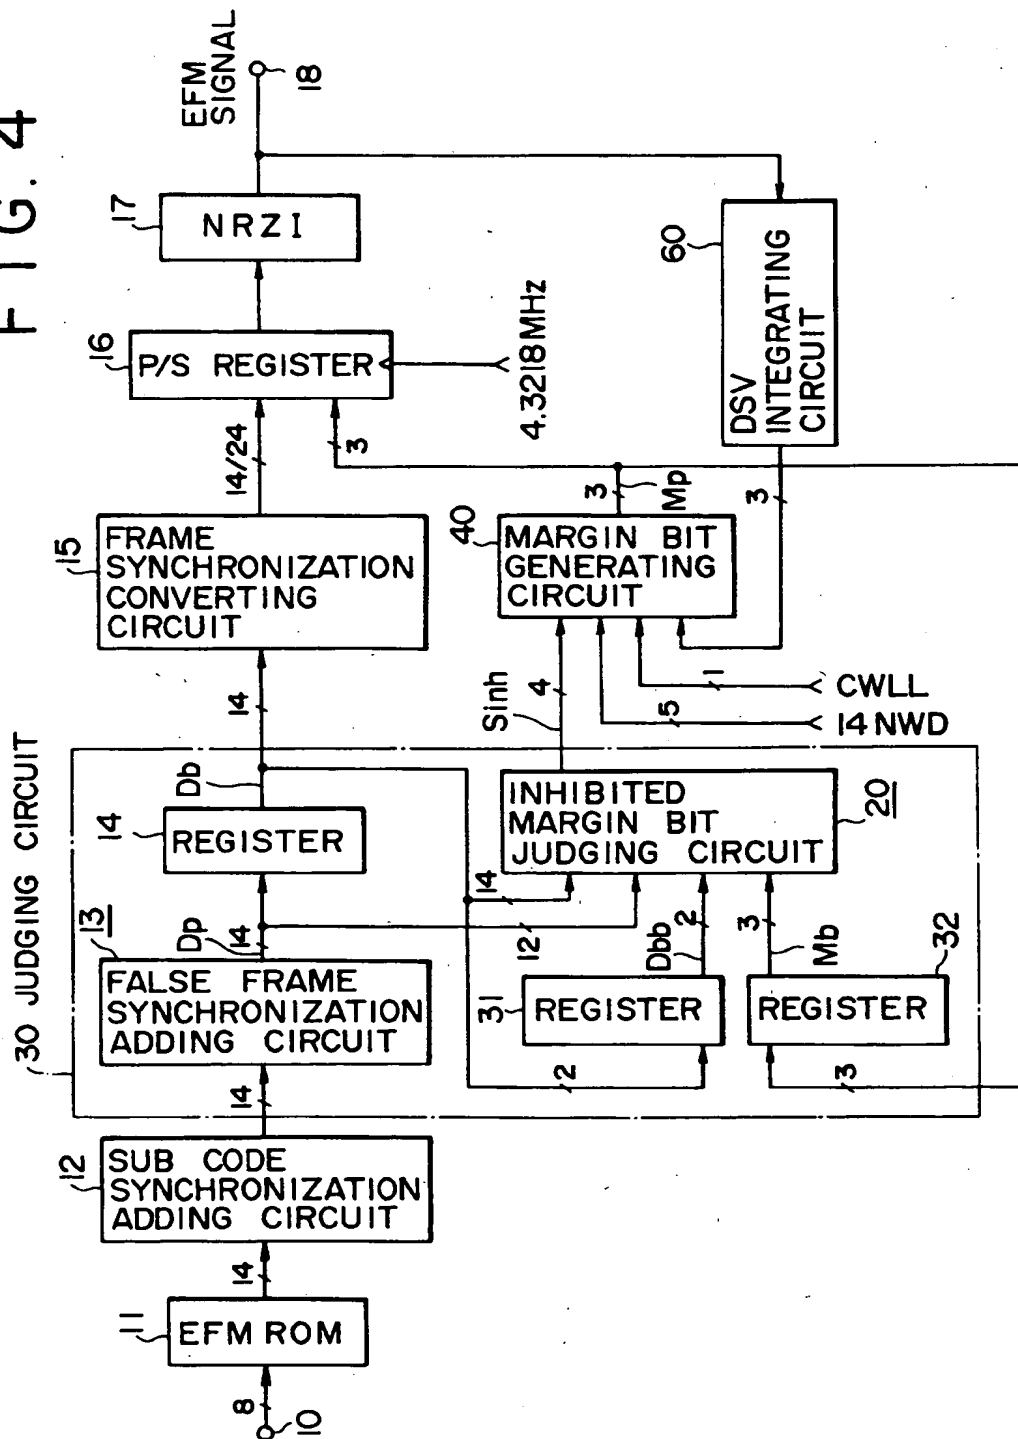 FIG. 4
30 JUDGING CIRCUIT
10
8
11
EFM ROM
14
12
SUB CODE
SYNCHRONIZATION
ADDING CIRCUIT
14
13
FALSE FRAME
SYNCHRONIZATION
ADDING CIRCUIT
Dp
14
14
REGISTER
Db
14
15
FRAME
SYNCHRONIZATION
CONVERTING
CIRCUIT
14/24
16
P/S REGISTER
3
4.3218MHz
17
NRZI
EFM
SIGNAL
18
2
31
REGISTER
Dbb
2
12
14
3
32
REGISTER
Mb
3
INHIBITED
MARGIN BIT
JUDGING CIRCUIT
20
Sinh
4
5
14NWD
1
CWLL
40
MARGIN BIT
GENERATING
CIRCUIT
3
Mp
3
60
DSV
INTEGRATING
CIRCUIT